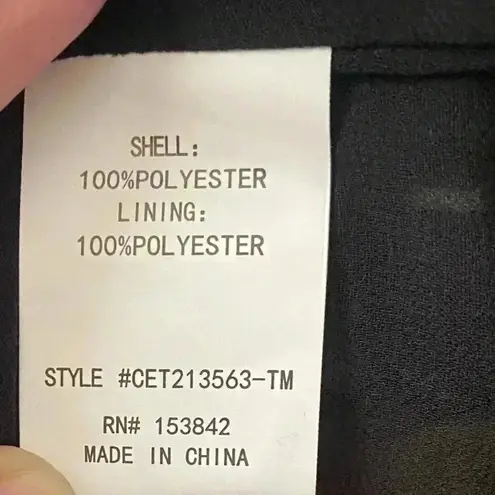 SHELL:
100%POLYESTER
LINING:
100%POLYESTER
STYLE #CET213563-TM
RN# 153842
MADE IN CHINA